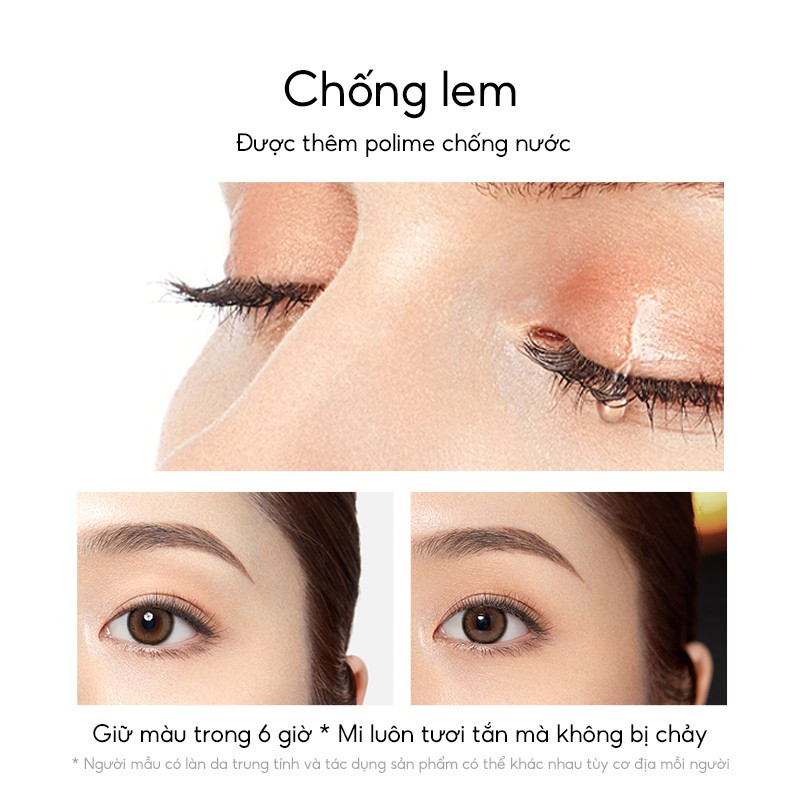 Chống lem
Được thêm polime chống nước
Giữ màu trong 6 giờ * Mi luôn tươi tắn mà không bị chảy
* Người mẫu có làn da trung tính và tác dụng sản phẩm có thể khác nhau tùy cơ địa mỗi người